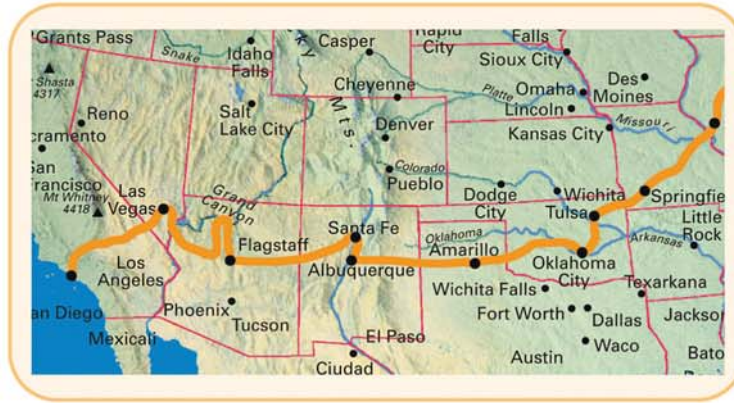 Grants Pass
Snake
Idaho
Falls
ky
Casper
Rapid
City
Falls
Sioux City
Shasta
4317
Reno
Salt
Lake City
Mts.
Cheyenne
Platte
Omaha
Lincoln
Des
Moines
Missouri
cramento
Denver
Kansas City
San
Francisco
Mt Whitney
4418
Las
Vegas
Grand
Canyon
Colorado
Pueblo
Dodge
City
Wichita
Tulsa
Springfie
Little
Rock
Flagstaff
Santa Fe
Oklahoma
Amarillo
Arkansas
Los
Angeles
Albuquerque
Oklahoma
City
Texarkana
Phoenix
Wichita Falls
an Diego
Tucson
Fort Worth
Dallas
Jackso
Mexicali
El Paso
Waco
Bato
Ciudad
Austin